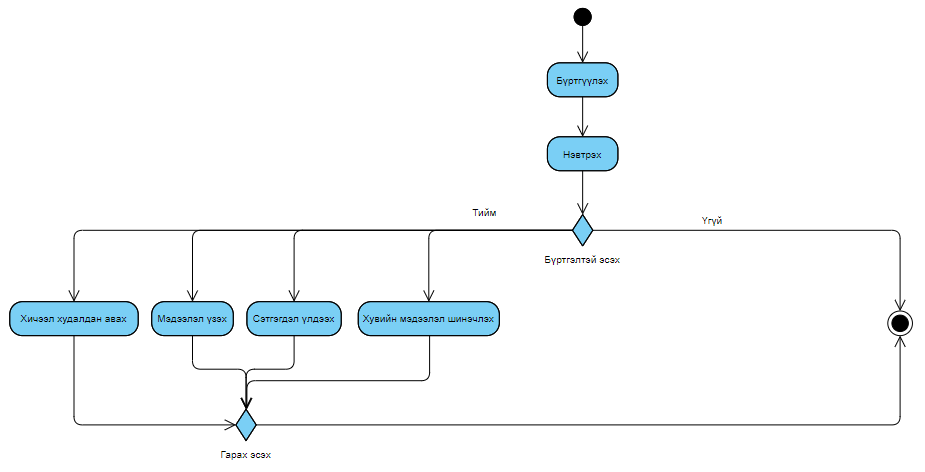 Бүртгүүлэх
Нэвтрэх
Тийм
Үгүй
Бүртгэлтэй эсэх
Хичээл худалдан авах
Мэдээлэл үзэх
Сэтгэгдэл үлдээх
Хувийн мэдээлэл шинэчлэх
Гарах эсэх